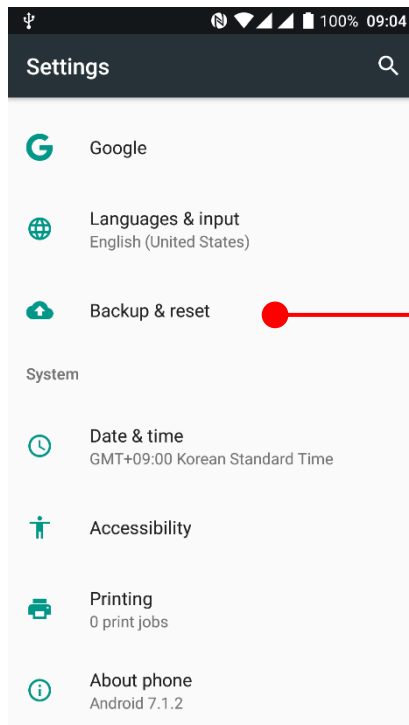 100% 09:04
Settings
Google
Languages & input
English (United States)
Backup & reset
System
Date & time
GMT+09:00 Korean Standard Time
Accessibility
Printing
0 print jobs
About phone
Android 7.1.2